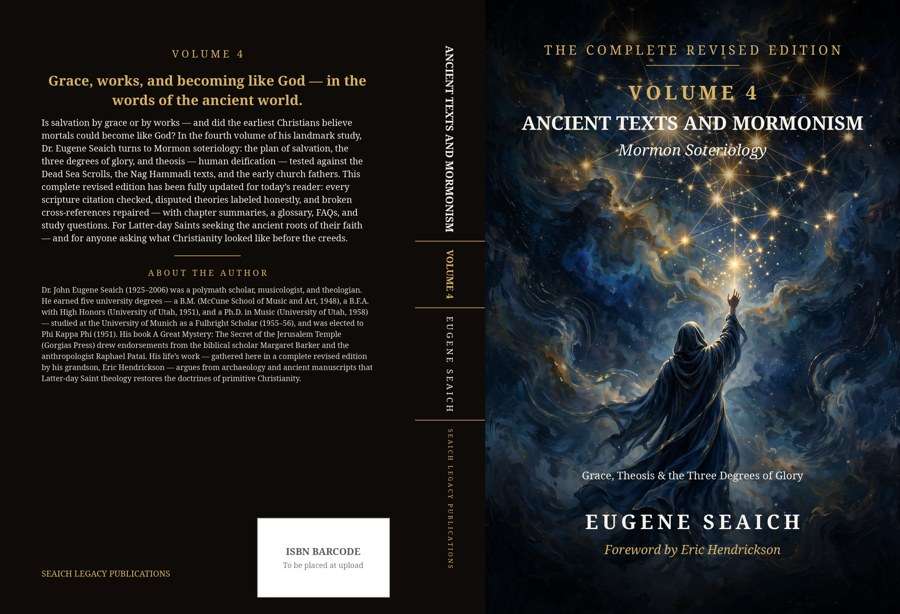 VOLUME 4
Grace, works, and becoming like God — in the
words of the ancient world.
Is salvation by grace or by works — and did the earliest Christians believe
mortals could become like God? In the fourth volume of his landmark study,
Dr. Eugene Seaich turns to Mormon soteriology: the plan of salvation, the
three degrees of glory, and theosis — human deification — tested against the
Dead Sea Scrolls, the Nag Hammadi texts, and the early church fathers. This
complete revised edition has been fully updated for today's reader: every
scripture citation checked, disputed theories labeled honestly, and broken
cross-references repaired — with chapter summaries, a glossary, FAQs, and
study questions. For Latter-day Saints seeking the ancient roots of their faith
— and for anyone asking what Christianity looked like before the creeds.
ABOUT THE AUTHOR
Dr. John Eugene Seaich (1925–2006) was a polymath scholar, musicologist, and theologian.
He earned five university degrees — a B.M. (McCune School of Music and Art, 1948), a B.F.A.
with High Honors (University of Utah, 1951), and a Ph.D. in Music (University of Utah, 1958)
— studied at the University of Munich as a Fulbright Scholar (1955–56), and was elected to
Phi Kappa Phi (1951). His book A Great Mystery: The Secret of the Jerusalem Temple
(Gorgias Press) drew endorsements from the biblical scholar Margaret Barker and the
anthropologist Raphael Patai. His life's work — gathered here in a complete revised edition
by his grandson, Eric Hendrickson — argues from archaeology and ancient manuscripts that
Latter-day Saint theology restores the doctrines of primitive Christianity.
ISBN BARCODE
To be placed at upload
SEAICH LEGACY PUBLICATIONS
ANCIENT TEXTS AND MORMONISM
VOLUME 4
EUGENE SEAICH
SEAICH LEGACY PUBLICATIONS
THE COMPLETE REVISED EDITION
VOLUME 4
ANCIENT TEXTS AND MORMONISM
Mormon Soteriology
Grace, Theosis & the Three Degrees of Glory
EUGENE SEAICH
Foreword by Eric Hendrickson